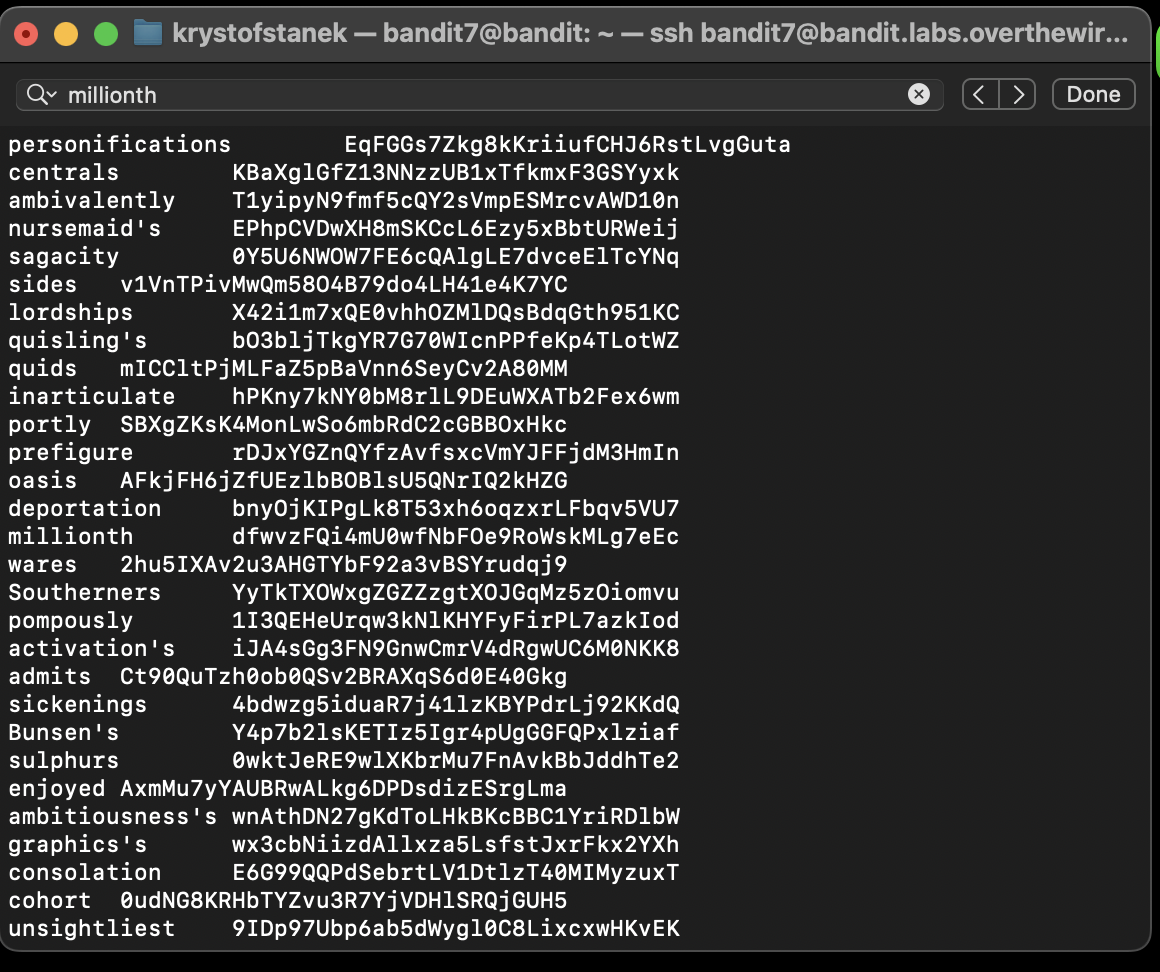 krystofstanek — bandit7@bandit: ~ — ssh bandit7@bandit.labs.overthewir...
millionth
Done
personifications EqFGGs7Zkg8kKriiufCHJ6RstLvgGuta
centrals KBaXglGfZ13NNzzUB1xTfkmxF3GSYyxk
ambivalently T1yipyN9fmf5cQY2sVmpESMrcvAWD10n
nursemaid's EPhpCVDwXH8mSKCcL6Ezy5xBbtURWeij
sagacity 0Y5U6NWOW7FE6cQAlgLE7dvceElTcYNq
sides v1VnTPivMwQm58O4B79do4LH41e4K7YC
lordships X42i1m7xQE0vhhOZMlDQsBdqGth951KC
quisling's bO3bljTkgYR7G70WIcnPPfeKp4TLotWZ
quids mICCltPjMLFaZ5pBaVnn6SeyCv2A80MM
inarticulate hPKny7kNY0bM8rlL9DEuWXATb2Fex6wm
portly SBXgZKsK4MonLwSo6mbRdC2cGBBOxHkc
prefigure rDJxYGZnQYfzAvfsxcVmYJFFjdM3HmIn
oasis AFkjFH6jZfUEzlbBOBlsU5QNrIQ2kHZG
deportation bnyOjKIPgLk8T53xh6oqzxrLFbqv5VU7
millionth dfwvzFQi4mU0wfNbFOe9RoWskMLg7eEc
wares 2hu5IXAv2u3AHGTYbF92a3vBSYrudqj9
Southerners YyTkTXOWxgZGZZzgtXOJGqMz5zOiomvu
pompously 1I3QEHeUrqw3kNlKHYFyFirPL7azkIod
activation's iJA4sGg3FN9GnwCmrV4dRgwUC6M0NKK8
admits Ct90QuTzh0ob0QSv2BRAXqS6d0E40Gkg
sickenings 4bdwzg5iduaR7j41lzKBYPdrLj92KKdQ
Bunsen's Y4p7b2lsKETIz5Igr4pUgGGFQPxlziaf
sulphurs 0wktJeRE9wlXKbrMu7FnAvkBbJddhTe2
enjoyed AxmMu7yYAUBRwALkg6DPDsdizESrgLma
ambitiousness's wnAthDN27gKdToLHkBKcBBC1YriRDlbW
graphics's wx3cbNiizdAllxza5LsfstJxrFkx2YXh
consolation E6G99QQPdSebrtLV1DtlzT40MIMyzuxT
cohort 0udNG8KRHbTYZvu3R7YjVDHlSRQjGUH5
unsightliest 9IDp97Ubp6ab5dWygl0C8LixcxwHKvEK